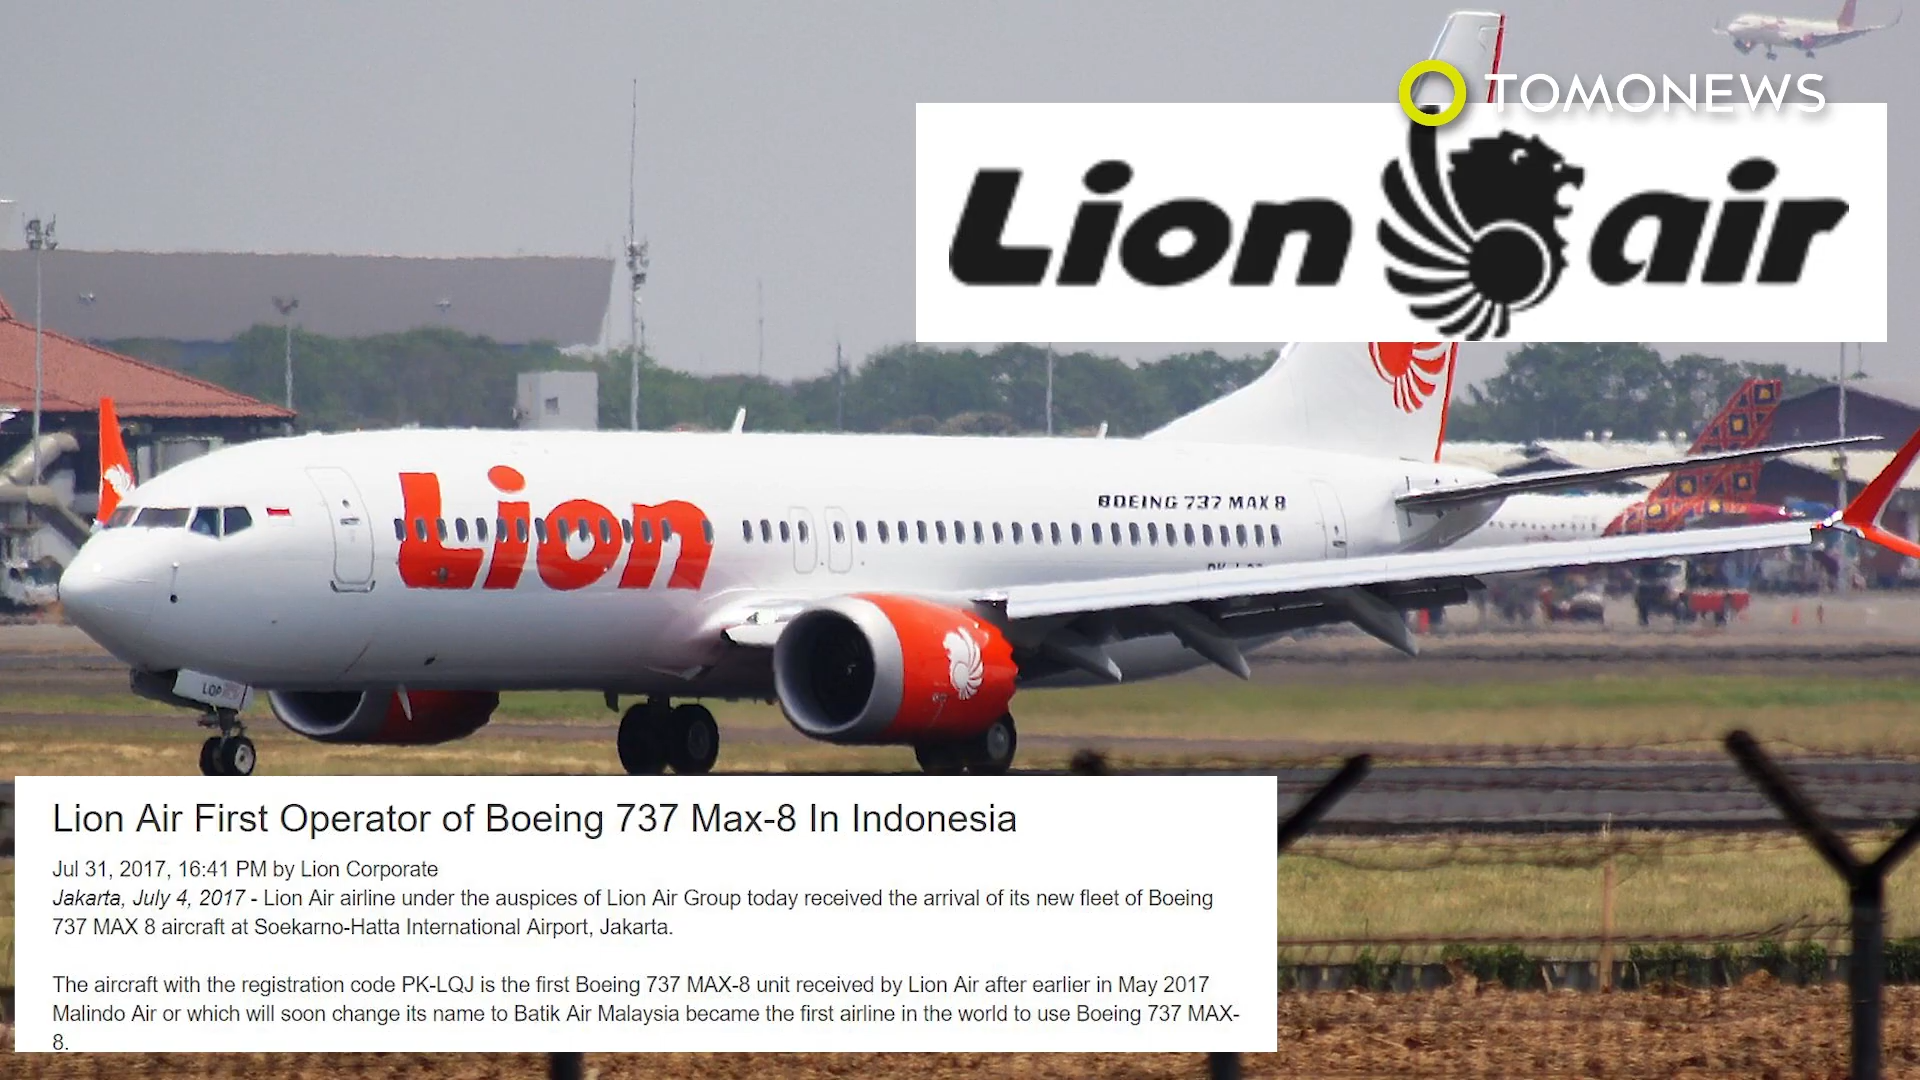 TOMONEWS
Lion air
Lion
BOEING 737 MAX 8
Lion Air First Operator of Boeing 737 Max-8 In Indonesia
Jul 31, 2017, 16:41 PM by Lion Corporate
Jakarta, July 4, 2017 - Lion Air airline under the auspices of Lion Air Group today received the arrival of its new fleet of Boeing
737 MAX 8 aircraft at Soekarno-Hatta International Airport, Jakarta.
The aircraft with the registration code PK-LQJ is the first Boeing 737 MAX-8 unit received by Lion Air after earlier in May 2017
Malindo Air or which will soon change its name to Batik Air Malaysia became the first airline in the world to use Boeing 737 MAX-
8.